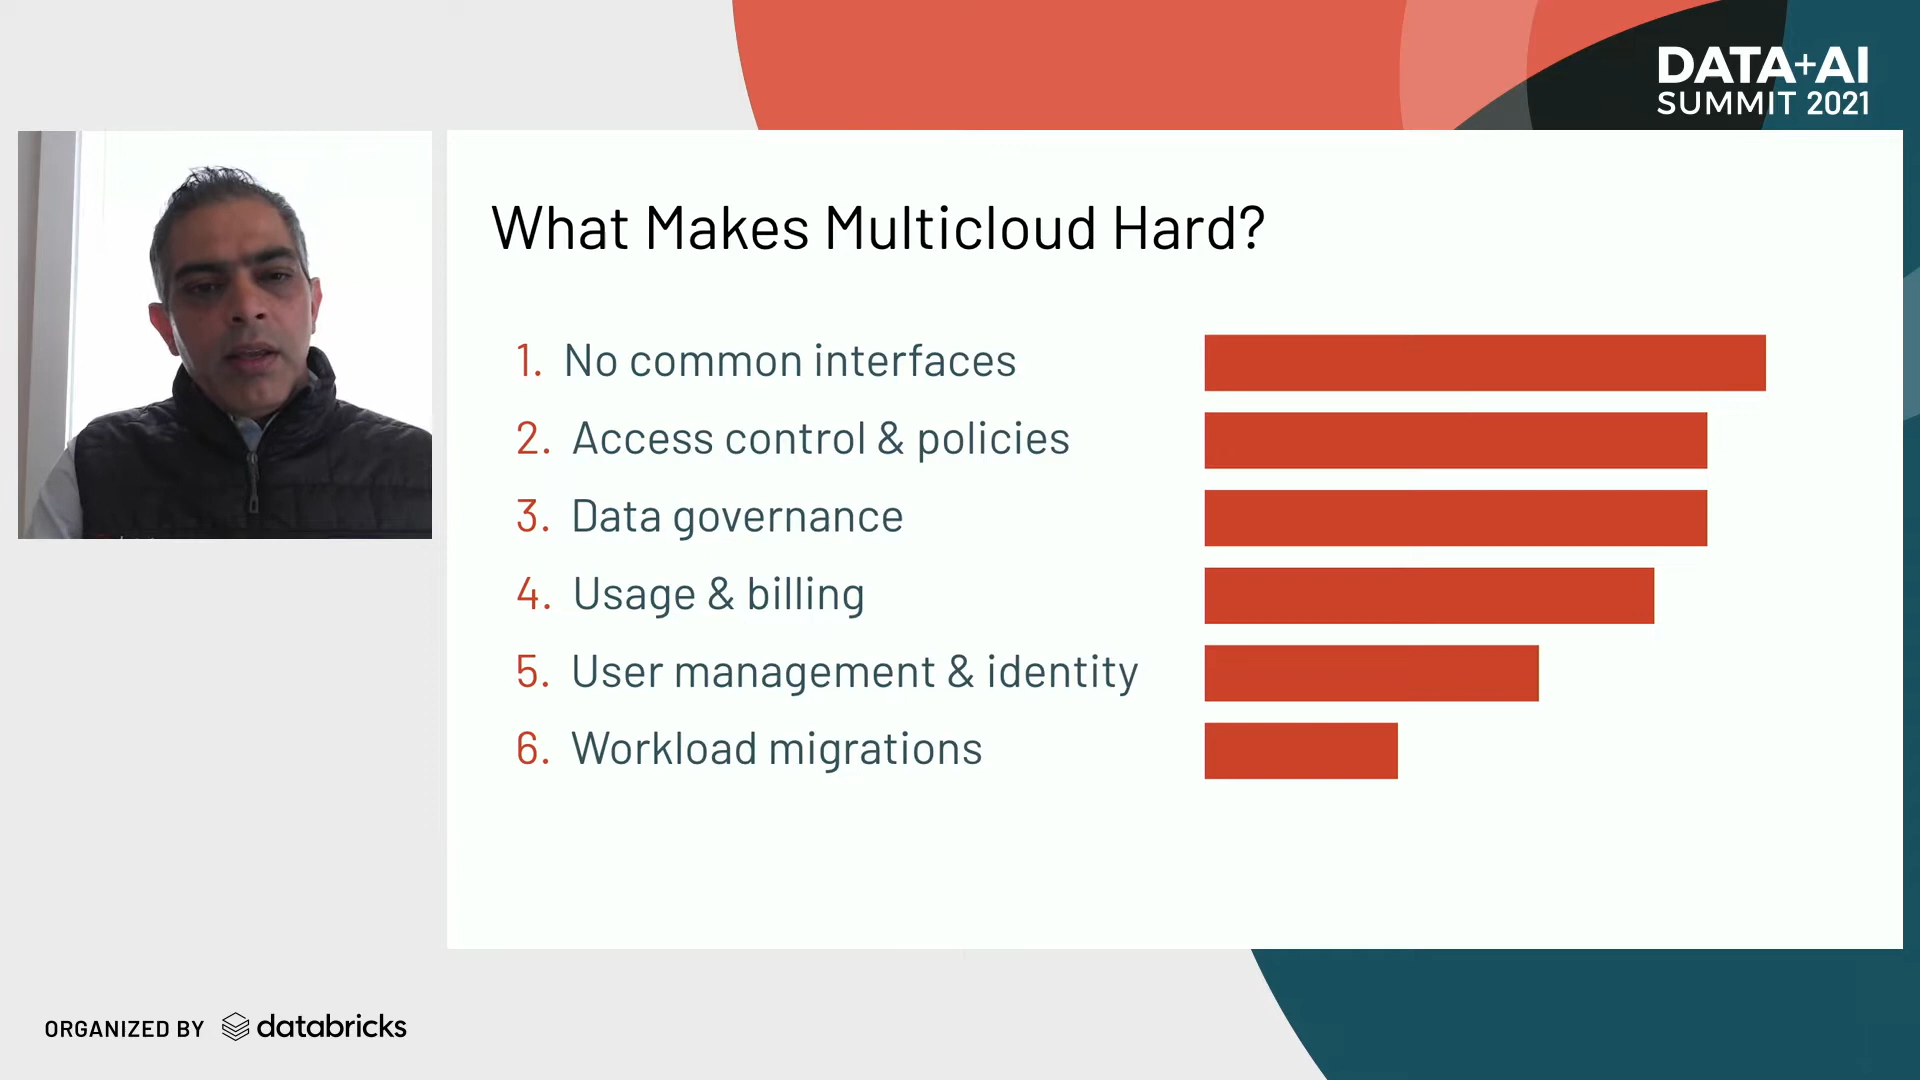 DATA+AI
SUMMIT 2021
What Makes Multicloud Hard?
1. No common interfaces
2. Access control & policies
3. Data governance
4. Usage & billing
5. User management & identity
6. Workload migrations
ORGANIZED BY databricks